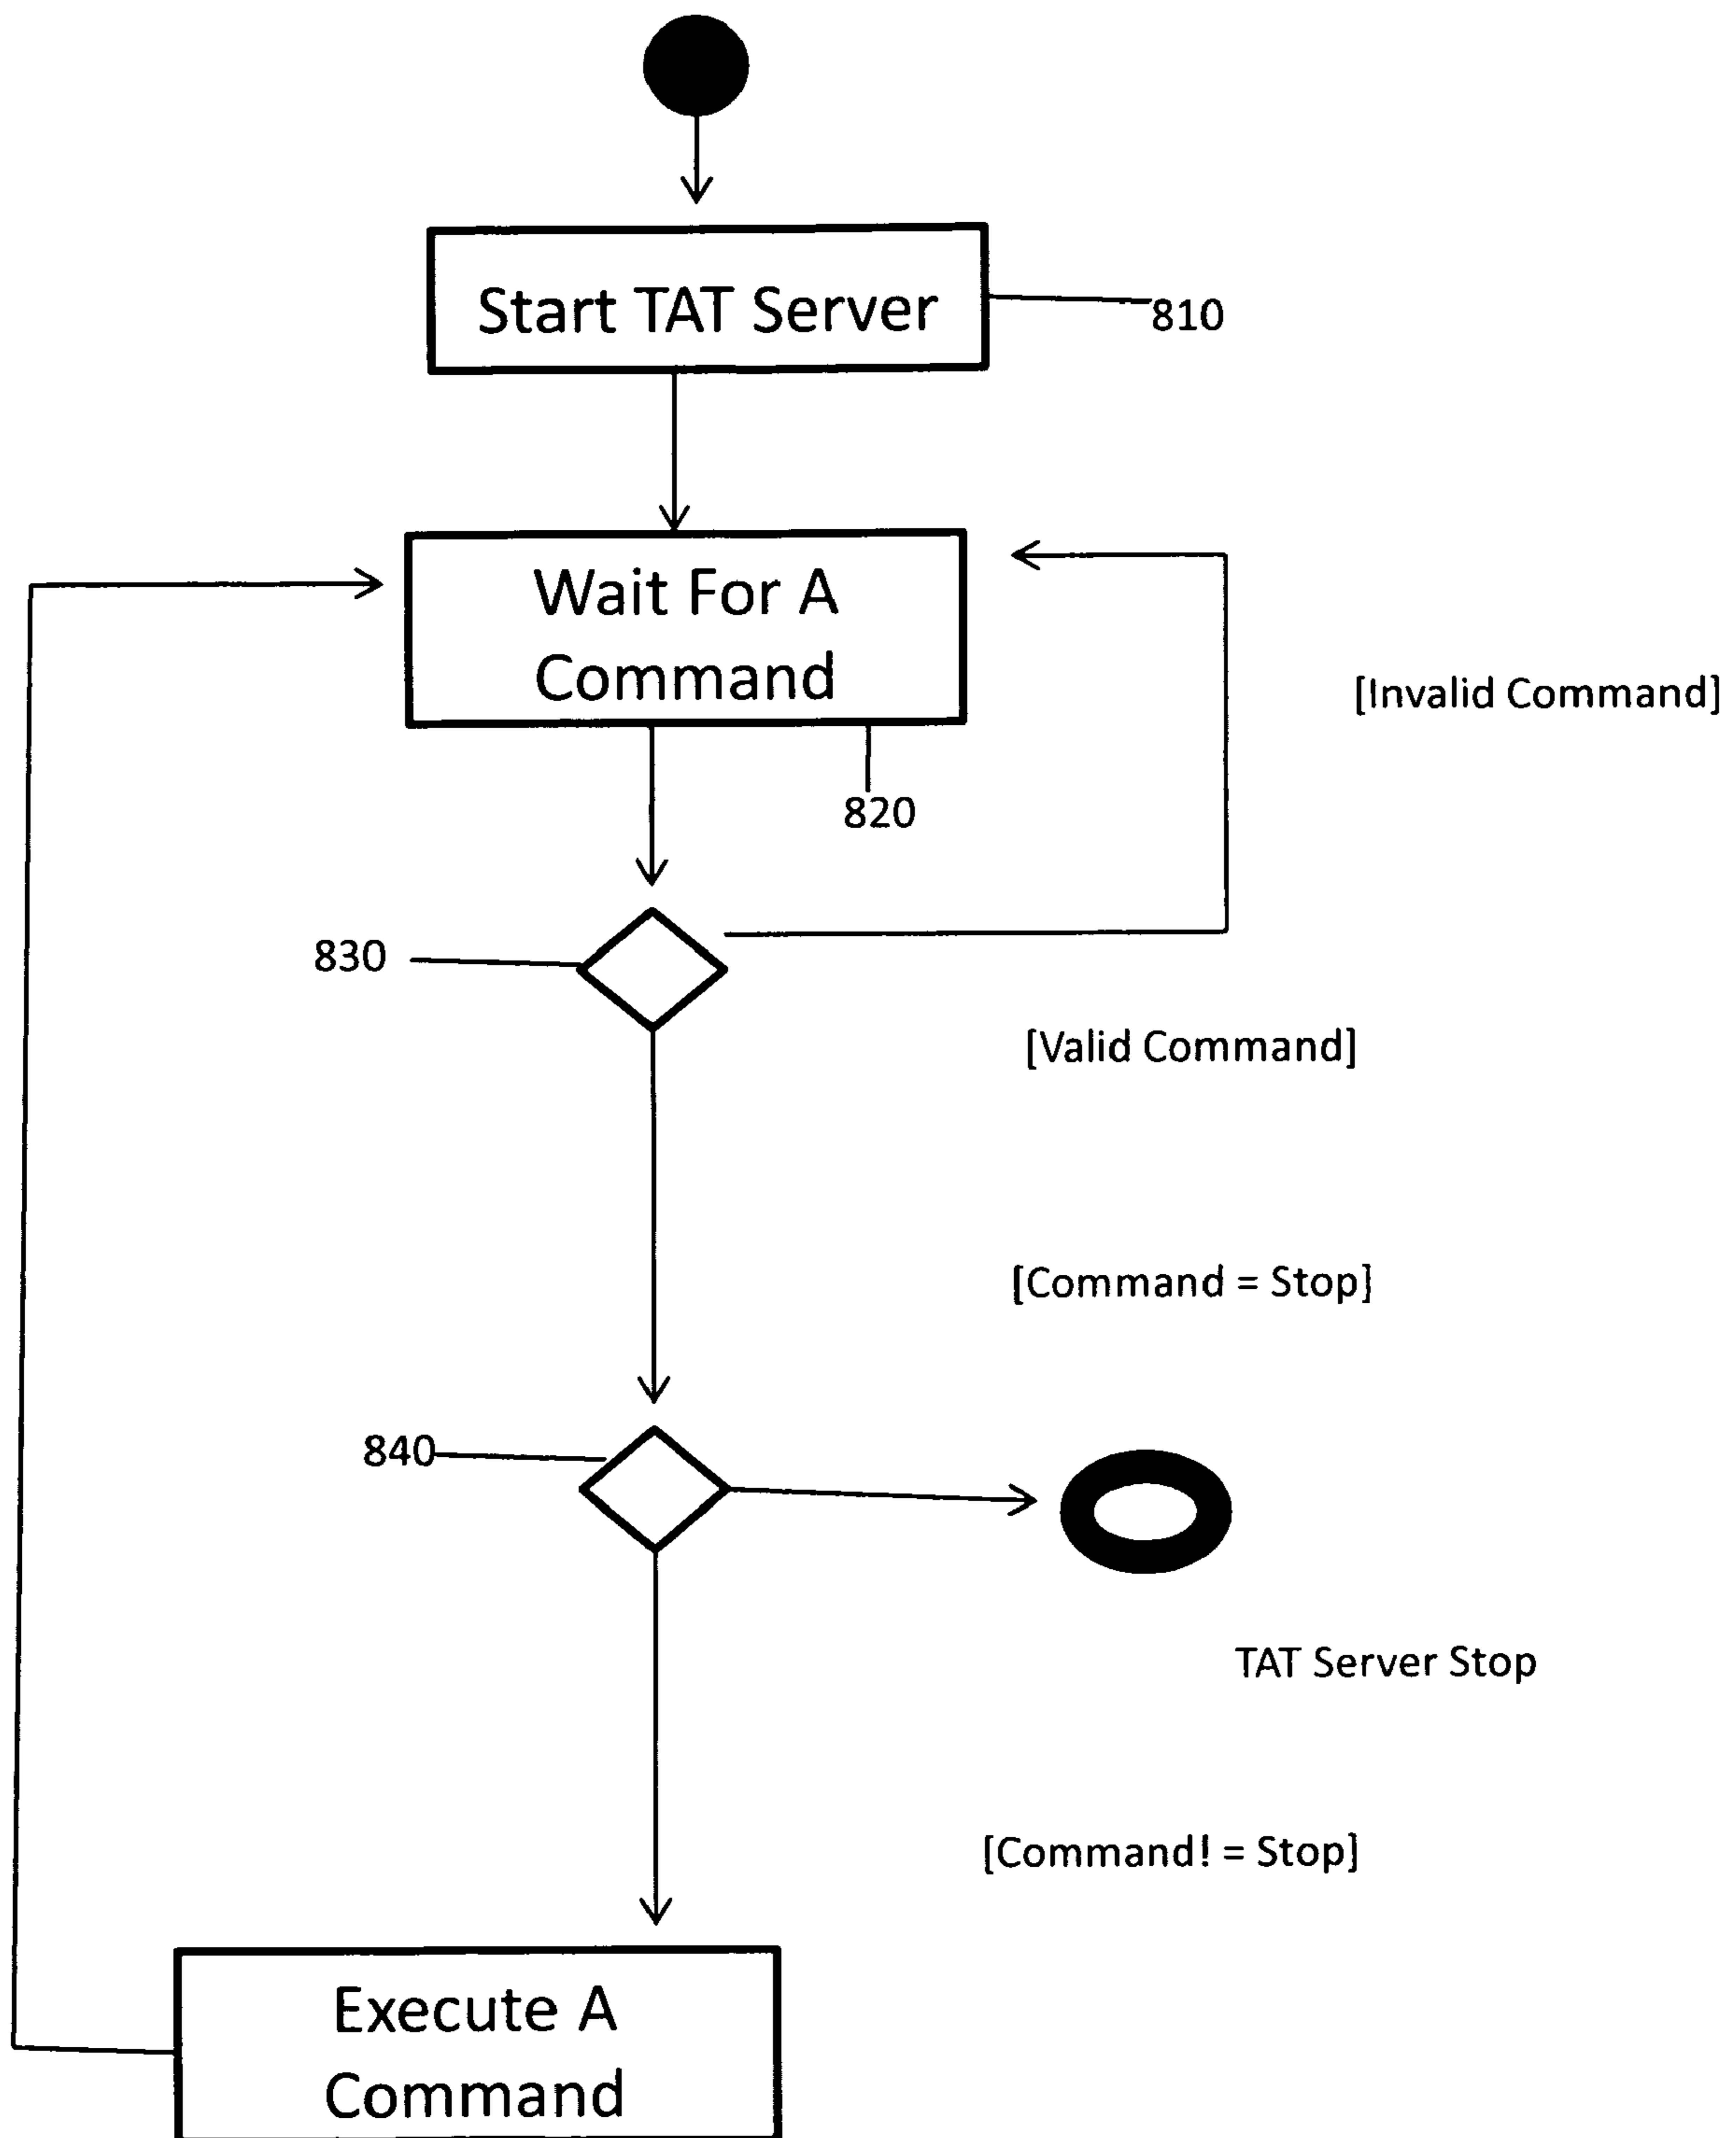 Start TAT Server
810
Wait For A
Command
[Invalid Command]
820
830
[Valid Command]
[Command = Stop]
840
TAT Server Stop
[Command! = Stop]
Execute A
Command